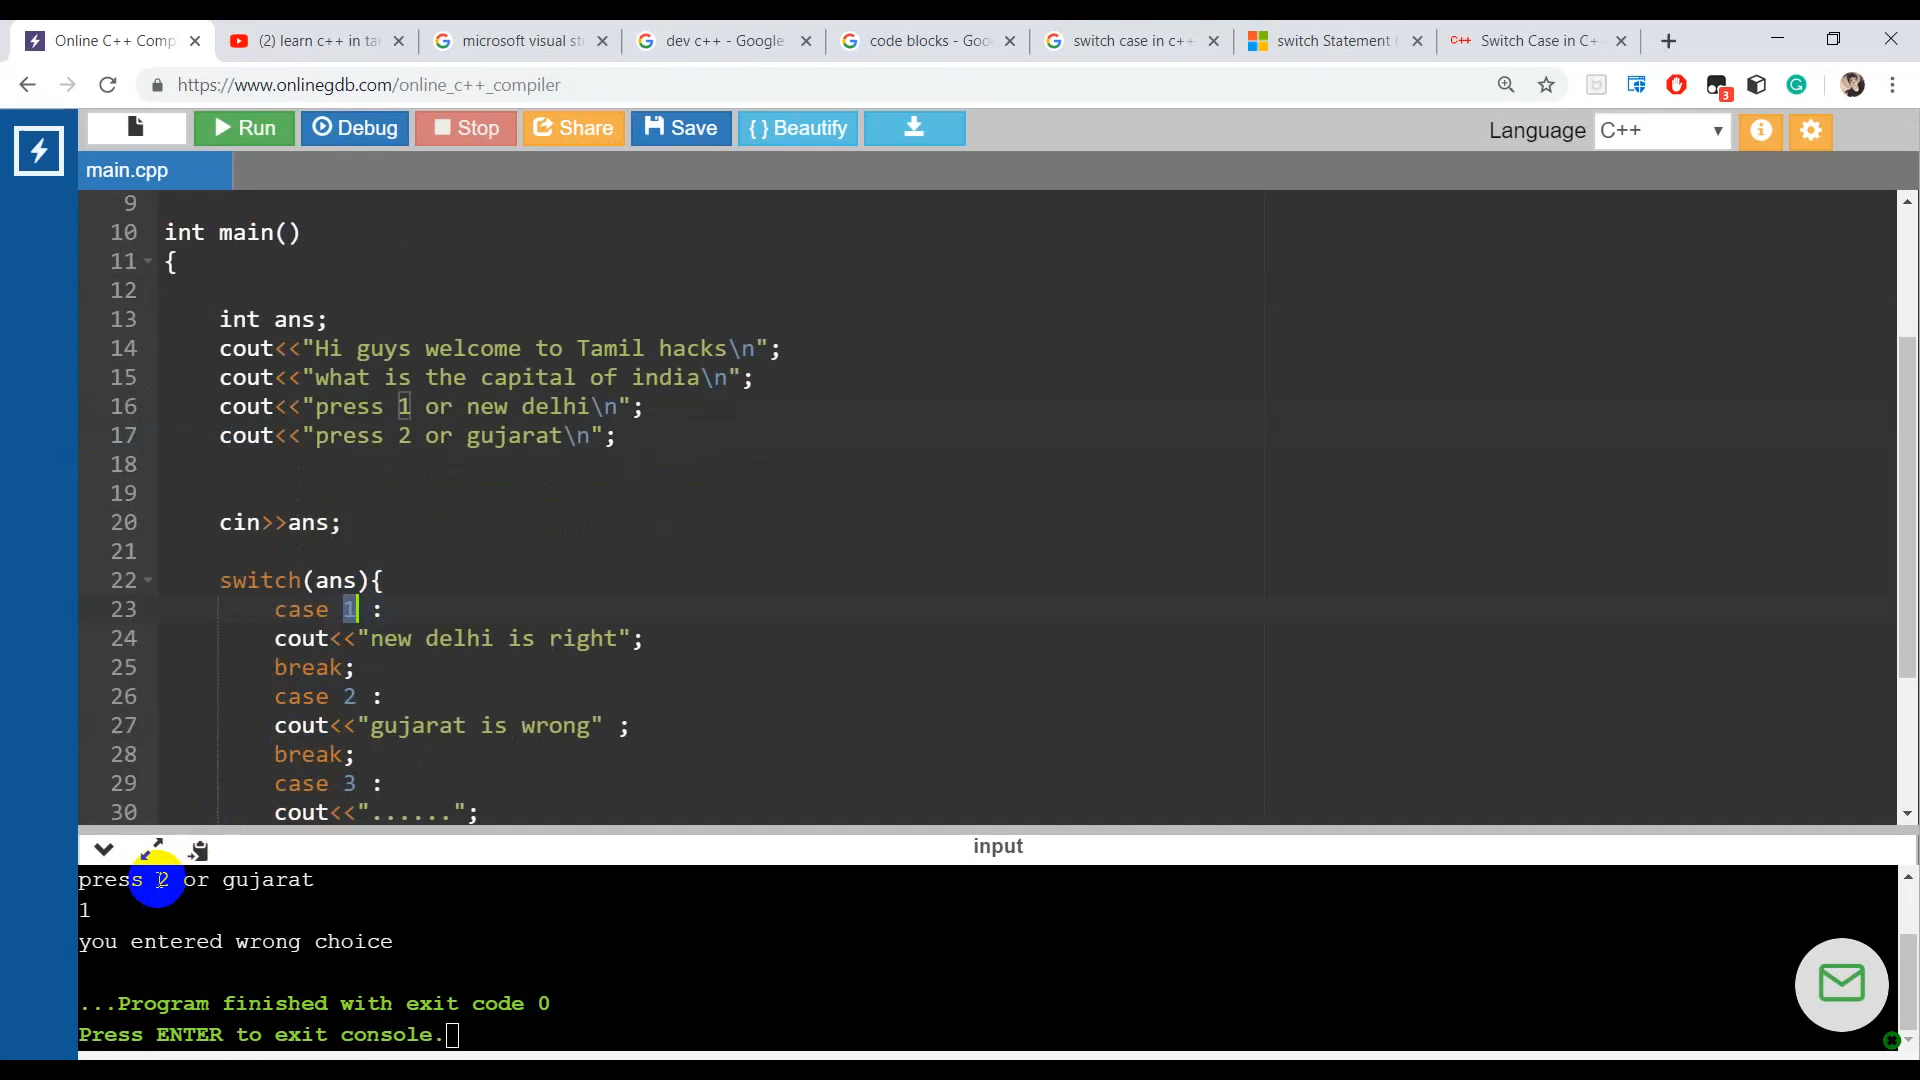 Online C++ Comp
(2) learn c++ in ta
microsoft visual st
dev c++ - Google
code blocks - Goo
switch case in c++
switch Statement (
C++ Switch Case in C+
https://www.onlinegdb.com/online_c++_compiler
3
Run
Debug
Stop
Share
Save
{ } Beautify
Language C++
main.cpp
9
10 int main()
11 {
12
13 int ans;
14 cout<<"Hi guys welcome to Tamil hacks\n";
15 cout<<"what is the capital of india\n";
16 cout<<"press 1 or new delhi\n";
17 cout<<"press 2 or gujarat\n";
18
19
20 cin>>ans;
21
22 switch(ans){
23 case 1 :
24 cout<<"new delhi is right";
25 break;
26 case 2 :
27 cout<<"gujarat is wrong" ;
28 break;
29 case 3 :
30 cout<<"......";
input
press 2 or gujarat
1
you entered wrong choice
...Program finished with exit code 0
Press ENTER to exit console.